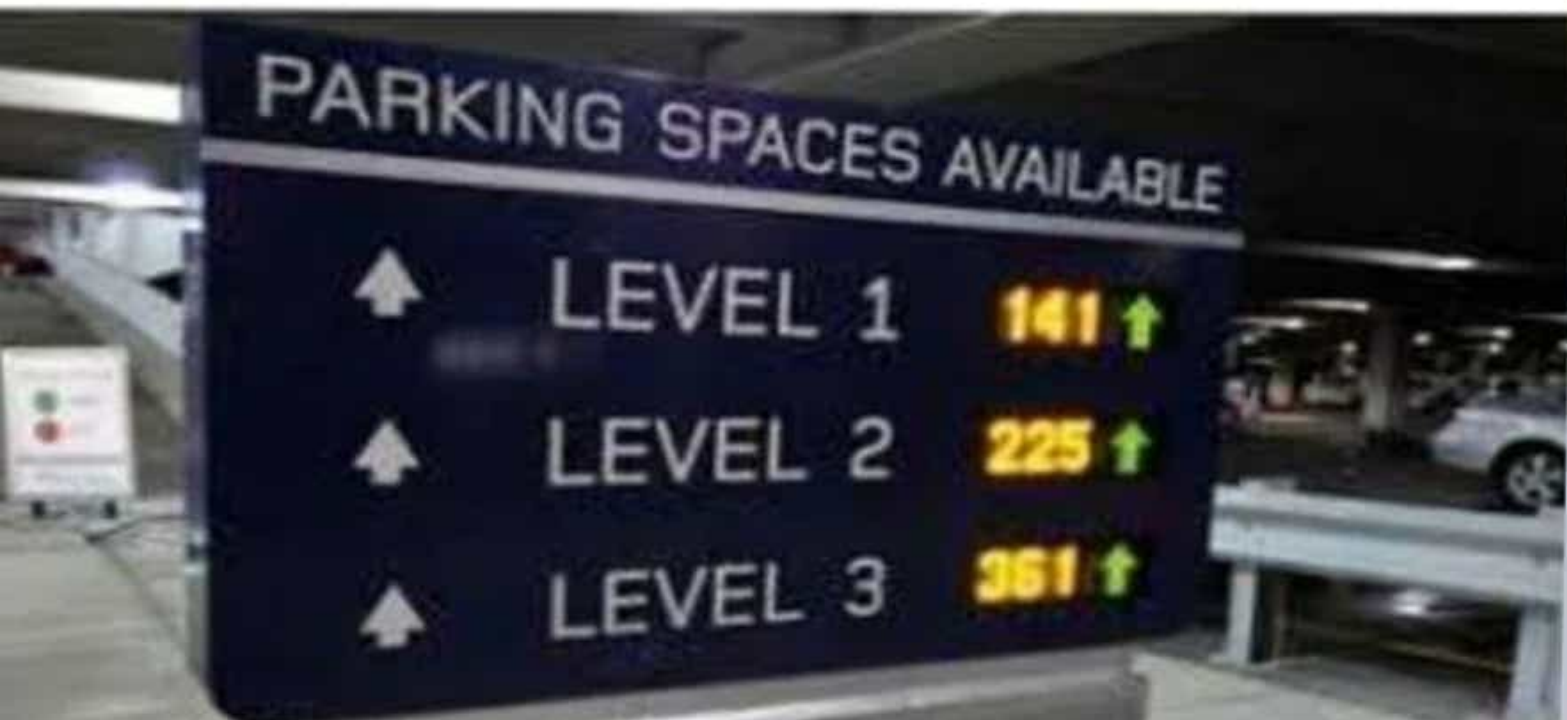 PARKING SPACES AVAILABLE
LEVEL 1 141
LEVEL 2 225
LEVEL 3 361